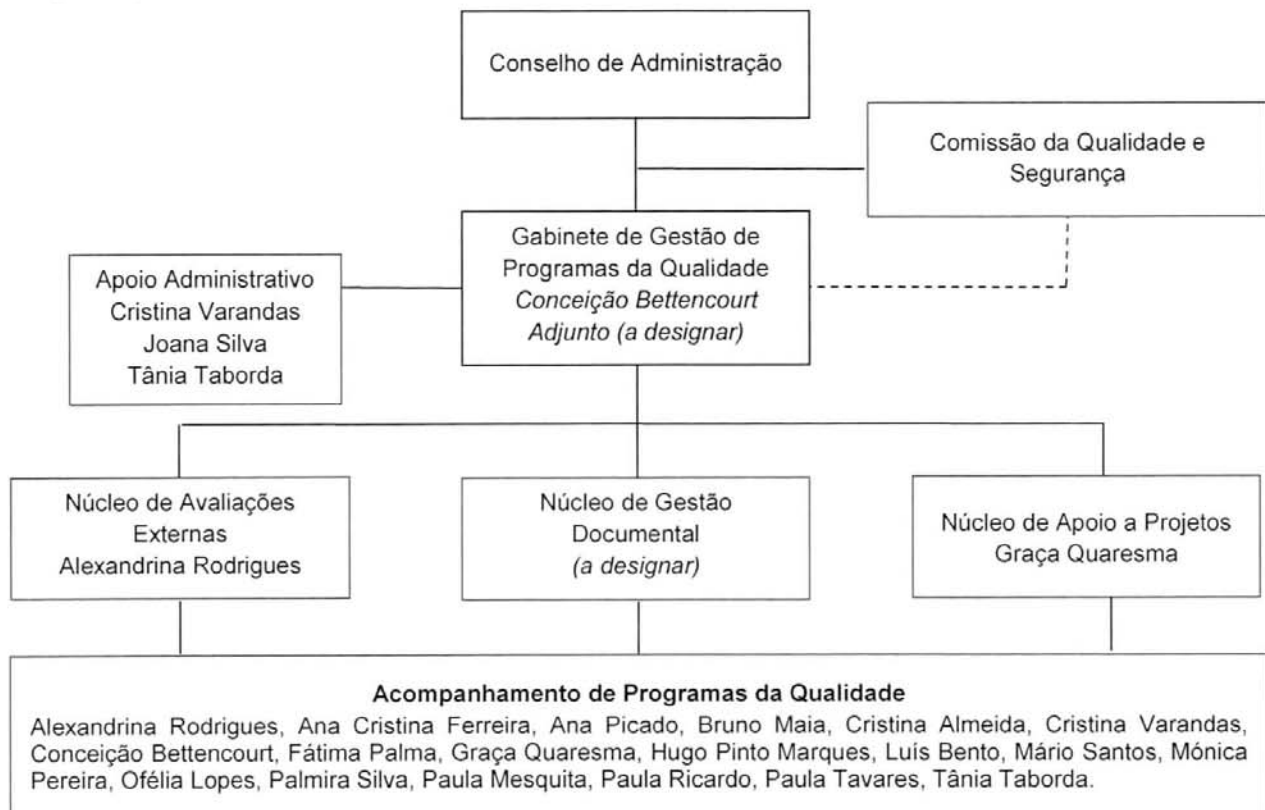 Conselho de Administração
Comissão da Qualidade e
Segurança
Gabinete de Gestão de
Programas da Qualidade
Conceição Bettencourt
Adjunto (a designar)
Apoio Administrativo
Cristina Varandas
Joana Silva
Tânia Taborda
Núcleo de Avaliações
Externas
Alexandrina Rodrigues
Núcleo de Gestão
Documental
(a designar)
Núcleo de Apoio a Projetos
Graça Quaresma
Acompanhamento de Programas da Qualidade
Alexandrina Rodrigues, Ana Cristina Ferreira, Ana Picado, Bruno Maia, Cristina Almeida, Cristina Varandas,
Conceição Bettencourt, Fátima Palma, Graça Quaresma, Hugo Pinto Marques, Luís Bento, Mário Santos, Mónica
Pereira, Ofélia Lopes, Palmira Silva, Paula Mesquita, Paula Ricardo, Paula Tavares, Tânia Taborda.